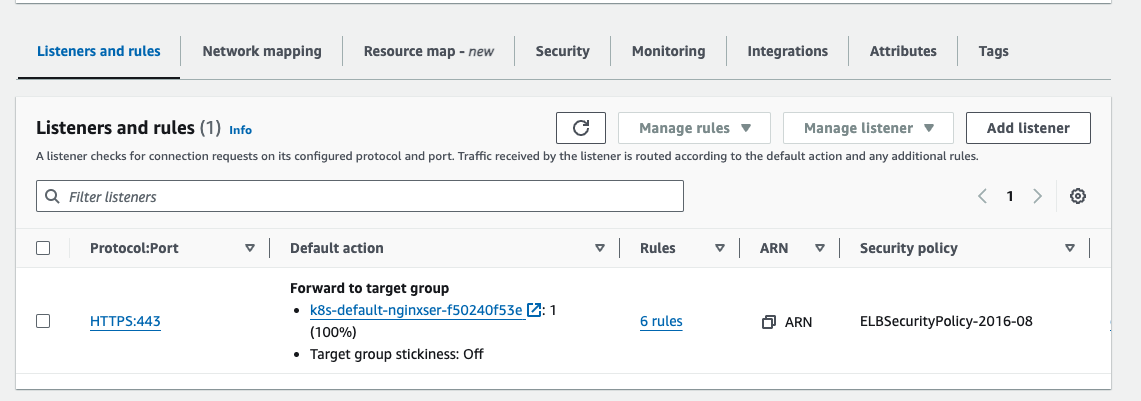 Listeners and rules
Network mapping
Resource map - new
Security
Monitoring
Integrations
Attributes
Tags
Listeners and rules (1) Info
Manage rules
Manage listener
Add listener
A listener checks for connection requests on its configured protocol and port. Traffic received by the listener is routed according to the default action and any additional rules.
Filter listeners
1
Protocol:Port
Default action
Rules
ARN
Security policy
HTTPS:443
Forward to target group
k8s-default-nginxser-f50240f53e : 1
(100%)
Target group stickiness: Off
6 rules
ARN
ELBSecurityPolicy-2016-08